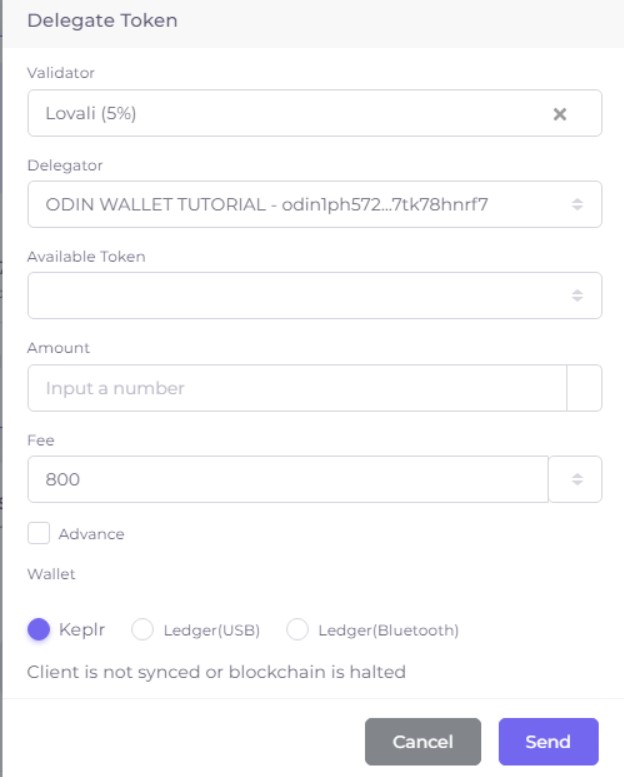 Delegate Token
Validator
Lovali (5%)
Delegator
ODIN WALLET TUTORIAL - odin1ph572...7tk78hnrf7
Available Token
Amount
Input a number
Fee
800
Advance
Wallet
Keplr Ledger(USB) Ledger(Bluetooth)
Client is not synced or blockchain is halted
Cancel Send